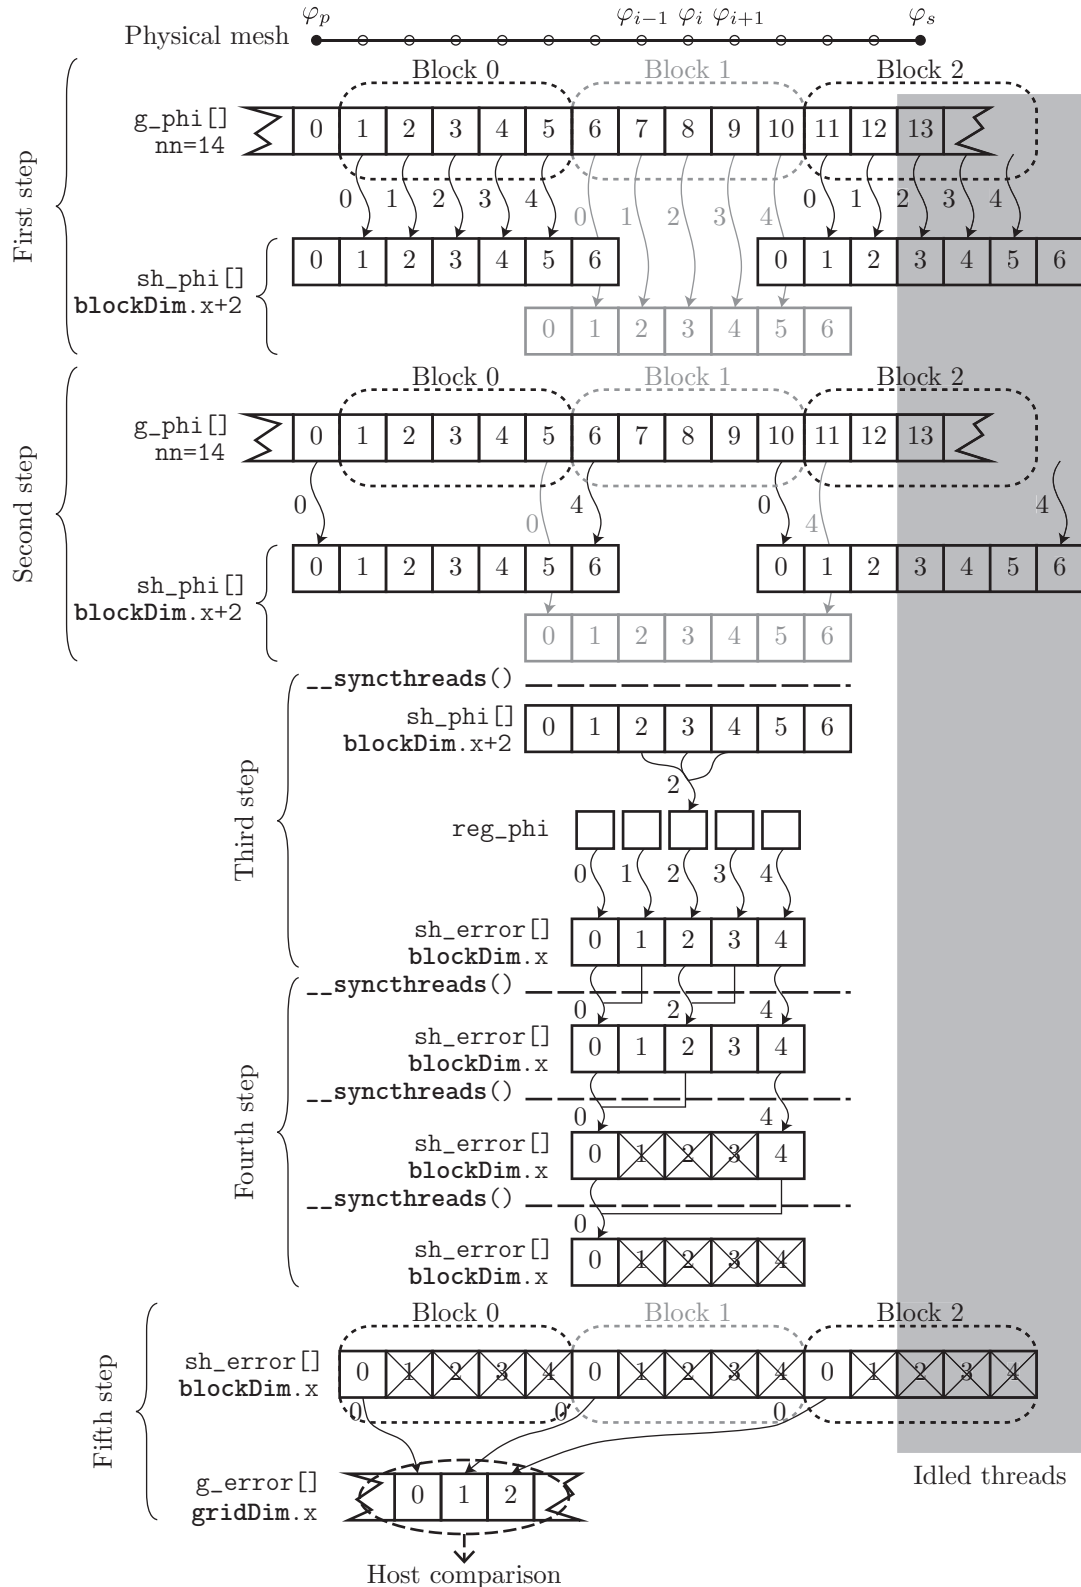 φp φi−1 φi φi+1 φs
Physical mesh
Block 0 Block 1 Block 2
First step
g_phi[]
nn=14
0 1 2 3 4 5 6 7 8 9 10 11 12 13
0 1 2 3 4 0 1 2 3 4 0 1 2 3 4
sh_phi[]
blockDim.x+2
0 1 2 3 4 5 6 0 1 2 3 4 5 6
0 1 2 3 4 5 6
Block 0 Block 1 Block 2
Second step
g_phi[]
nn=14
0 1 2 3 4 5 6 7 8 9 10 11 12 13
0 0 4 0 4 4
sh_phi[]
blockDim.x+2
0 1 2 3 4 5 6 0 1 2 3 4 5 6
0 1 2 3 4 5 6
__syncthreads()
Third step
sh_phi[]
blockDim.x+2
0 1 2 3 4 5 6
2
reg_phi
0 1 2 3 4
sh_error[]
blockDim.x
0 1 2 3 4
__syncthreads()
Fourth step
0 2 4
sh_error[]
blockDim.x
0 1 2 3 4
__syncthreads()
0 4
sh_error[]
blockDim.x
0 1 2 3 4
__syncthreads()
0
sh_error[]
blockDim.x
0 1 2 3 4
Block 0 Block 1 Block 2
Fifth step
sh_error[]
blockDim.x
0 1 2 3 4 0 1 2 3 4 0 1 2 3 4
0 0 0
g_error[]
gridDim.x
0 1 2
Idled threads
Host comparison